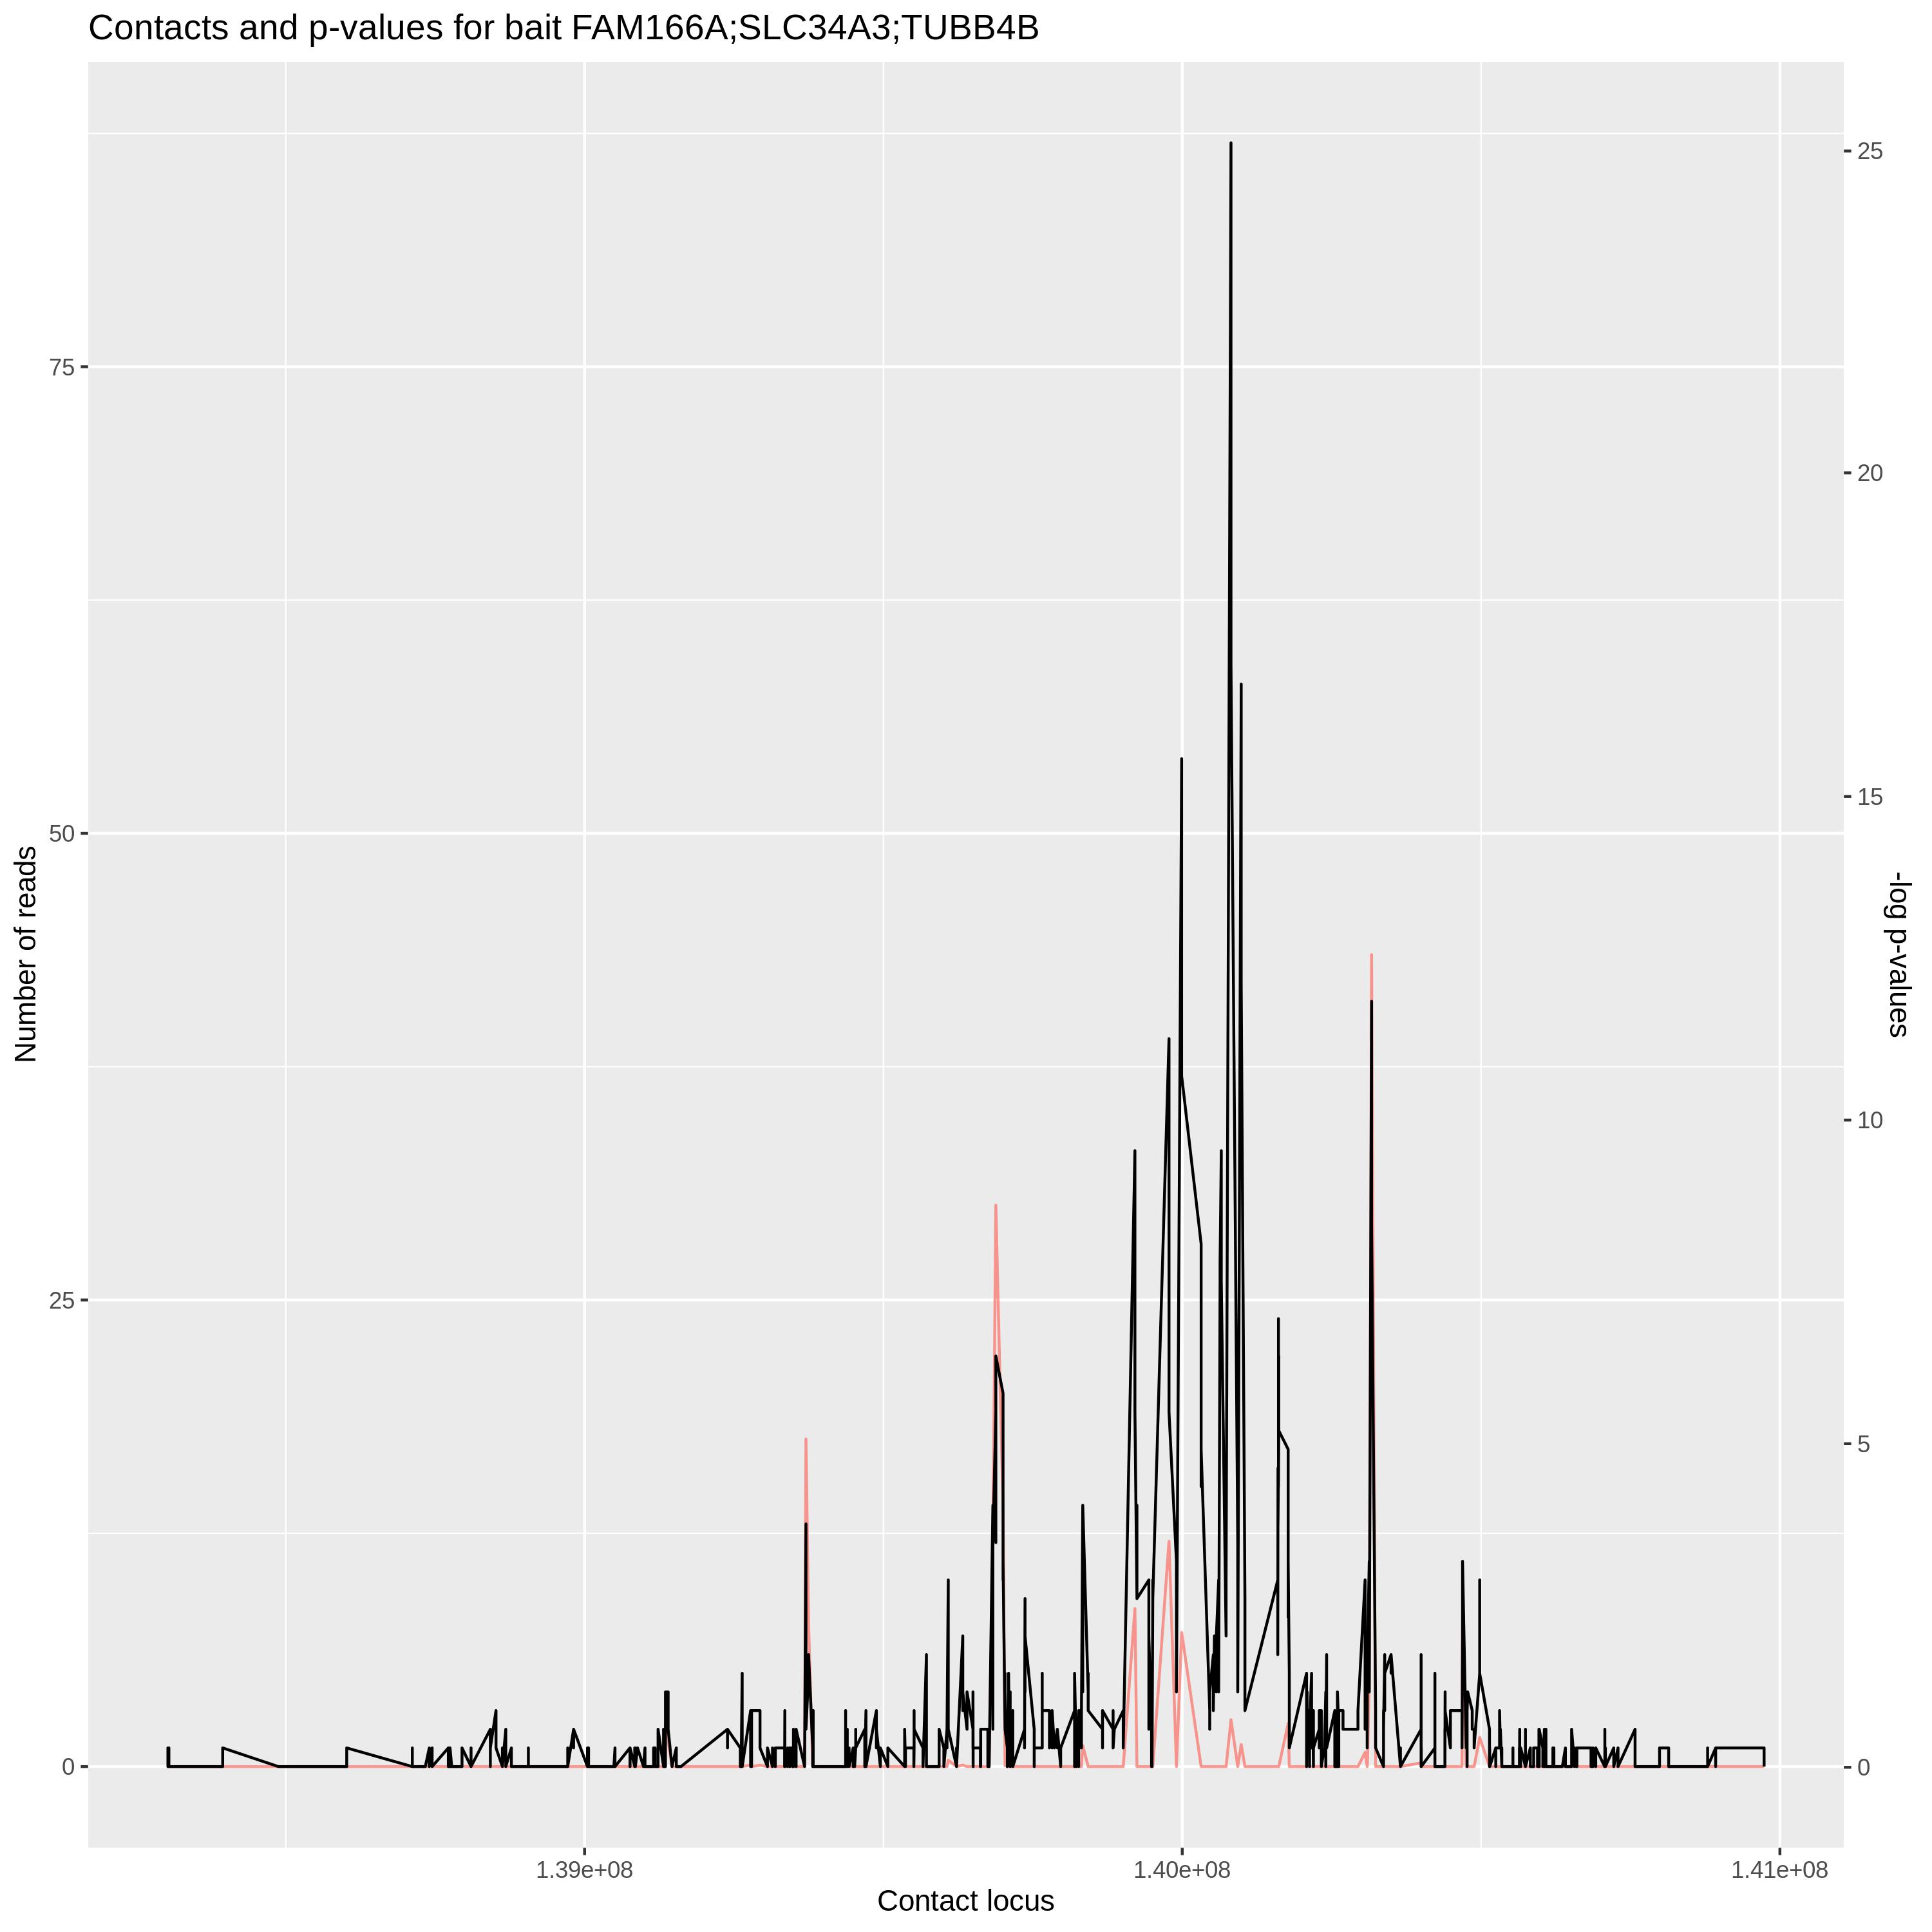 Contacts and p-values for bait FAM166A;SLC34A3;TUBB4B
Number of reads
75
50
25
0
25
20
15
10
5
0
-log p-values
1.39e+08
1.40e+08
1.41e+08
Contact locus